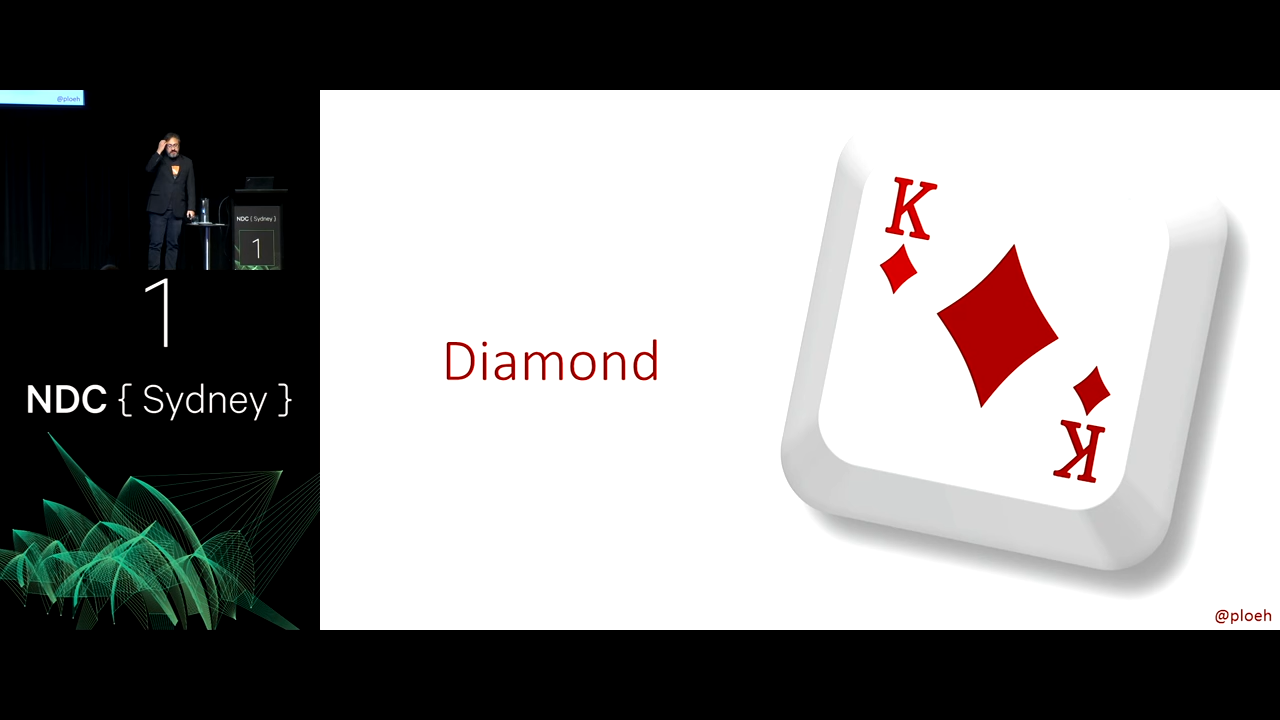 @ploeh
NDC { Sydney }
1
1
NDC { Sydney }
K
Diamond
K
@ploeh